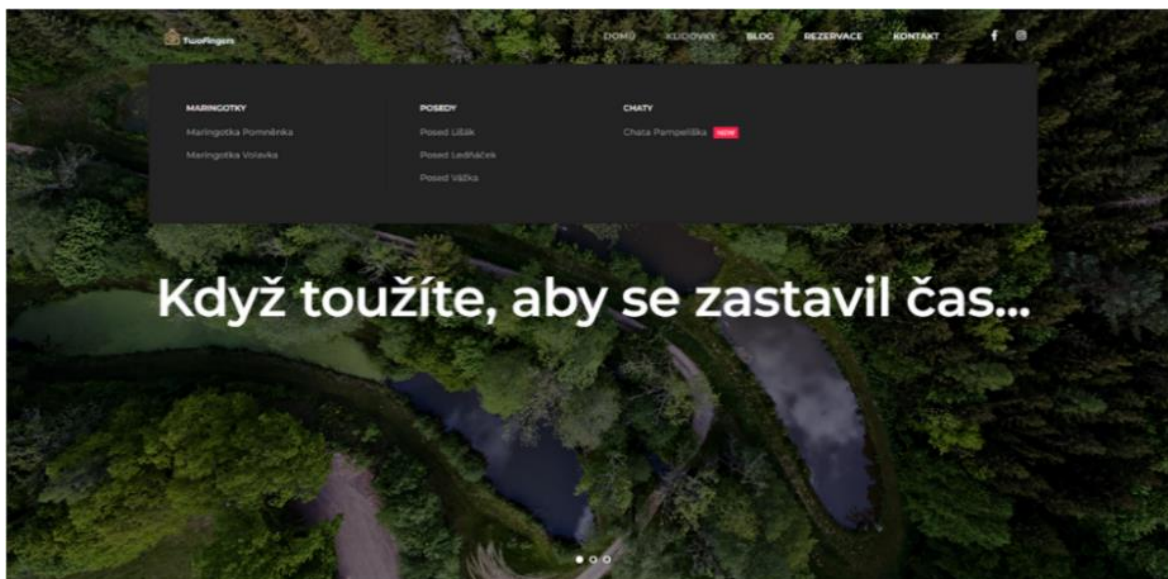 TwoFingers
DOMŮ KLIDOVKY BLOG REZERVACE KONTAKT
MARINGOTKY
Maringotka Pomněnka
Maringotka Volavka
POSEDY
Posed Lišák
Posed Ledňáček
Posed Vážka
CHATY
Chata Pampeliška NEW
Když toužíte, aby se zastavil čas...